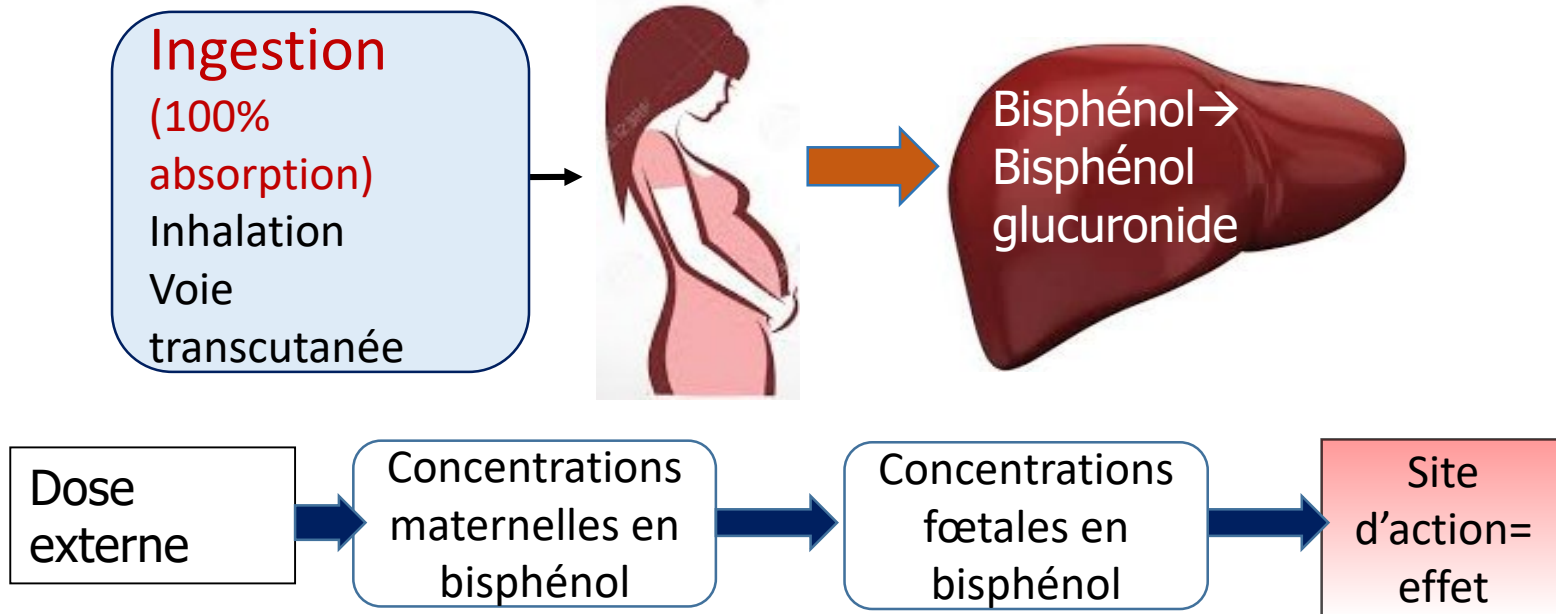 Ingestion
(100%
absorption)
Inhalation
Voie
transcutanée
Bisphénol→
Bisphénol
glucuronide
Dose
externe
Concentrations
maternelles en
bisphénol
Concentrations
fœtales en
bisphénol
Site
d’action=
effet